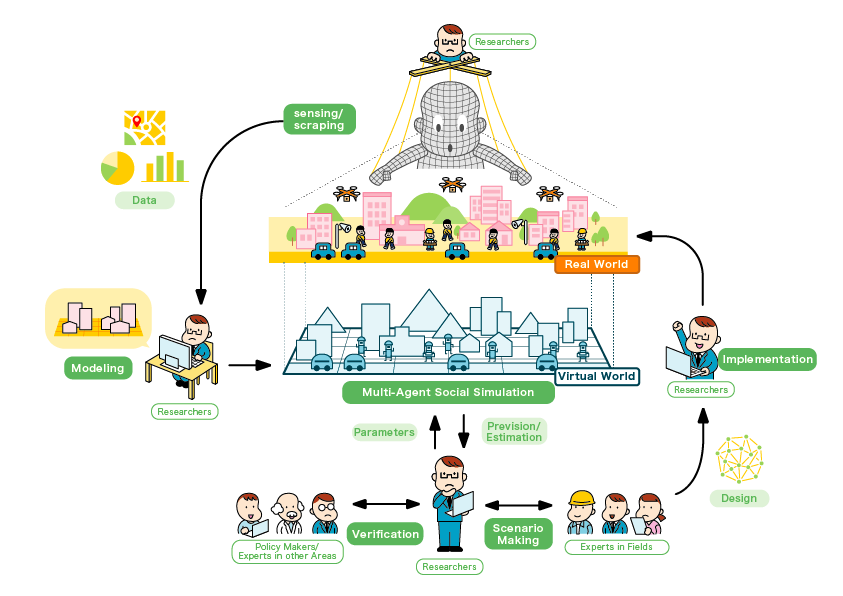 Researchers
sensing/
scraping
Data
Real World
Modeling
Researchers
Virtual World
Multi-Agent Social Simulation
Implementation
Researchers
Parameters
Prevision/
Estimation
Design
Verification
Scenario
Making
Policy Makers/
Experts in other Areas
Researchers
Experts in Fields